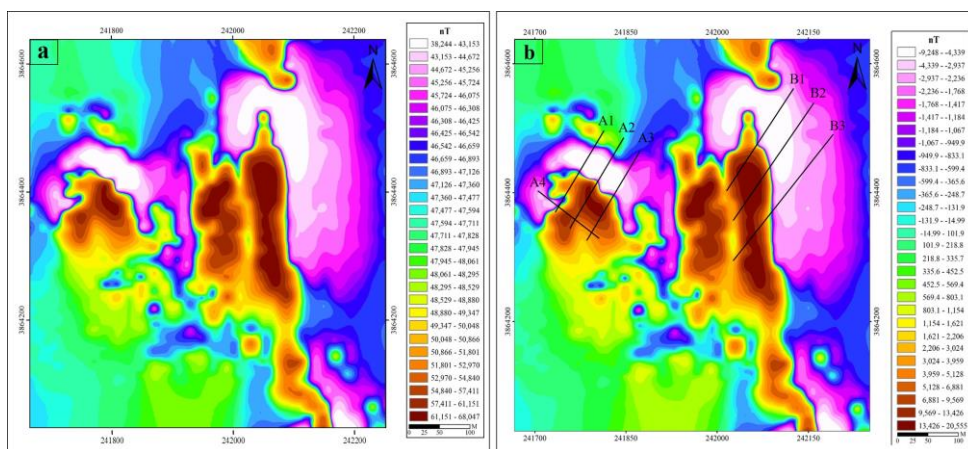 a
241800 242000 242200
3864600
3864400
3864200
N
241800 242000 242200
nT
38,244 - 43,153
43,153 - 44,672
44,672 - 45,256
45,256 - 45,724
45,724 - 46,075
46,075 - 46,308
46,308 - 46,425
46,425 - 46,542
46,542 - 46,659
46,659 - 46,893
46,893 - 47,126
47,126 - 47,360
47,360 - 47,477
47,477 - 47,594
47,594 - 47,711
47,711 - 47,828
47,828 - 47,945
47,945 - 48,061
48,061 - 48,295
48,295 - 48,529
48,529 - 48,880
48,880 - 49,347
49,347 - 50,048
50,048 - 50,866
50,866 - 51,801
51,801 - 52,970
52,970 - 54,840
54,840 - 57,411
57,411 - 61,151
61,151 - 68,047
M
0 25 50 100
b
241700 241850 242000 242150
3864600
3864400
3864200
N
A1
A2
A3
A4
B1
B2
B3
241700 241850 242000 242150
nT
-9,248 - -4,339
-4,339 - -2,937
-2,937 - -2,236
-2,236 - -1,768
-1,768 - -1,417
-1,417 - -1,184
-1,184 - -1,067
-1,067 - -949.9
-949.9 - -833.1
-833.1 - -599.4
-599.4 - -365.6
-365.6 - -248.7
-248.7 - -131.9
-131.9 - -14.99
-14.99 - 101.9
101.9 - 218.8
218.8 - 335.7
335.6 - 452.5
452.5 - 569.4
569.4 - 803.1
803.1 - 1,154
1,154 - 1,621
1,621 - 2,206
2,206 - 3,024
3,024 - 3,959
3,959 - 5,128
5,128 - 6,881
6,881 - 9,569
9,569 - 13,426
13,426 - 20,555
M
0 25 50 100